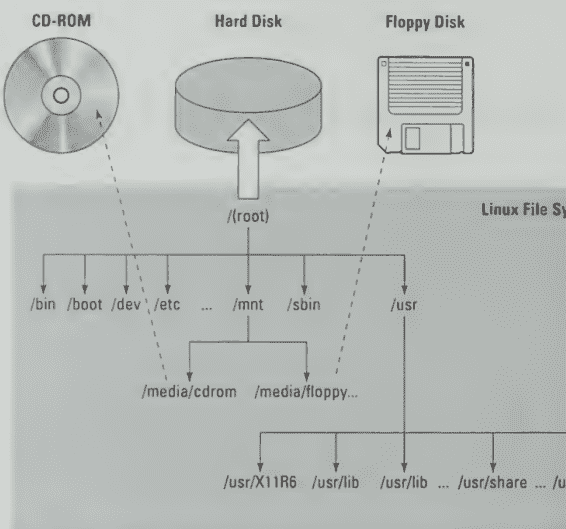 CD-ROM Hard Disk Floppy Disk
/(root)
Linux File Sy
/bin /boot /dev /etc ... /mnt /sbin /usr
/media/cdrom /media/floppy...
/usr/X11R6 /usr/lib /usr/lib ... /usr/share ... /u